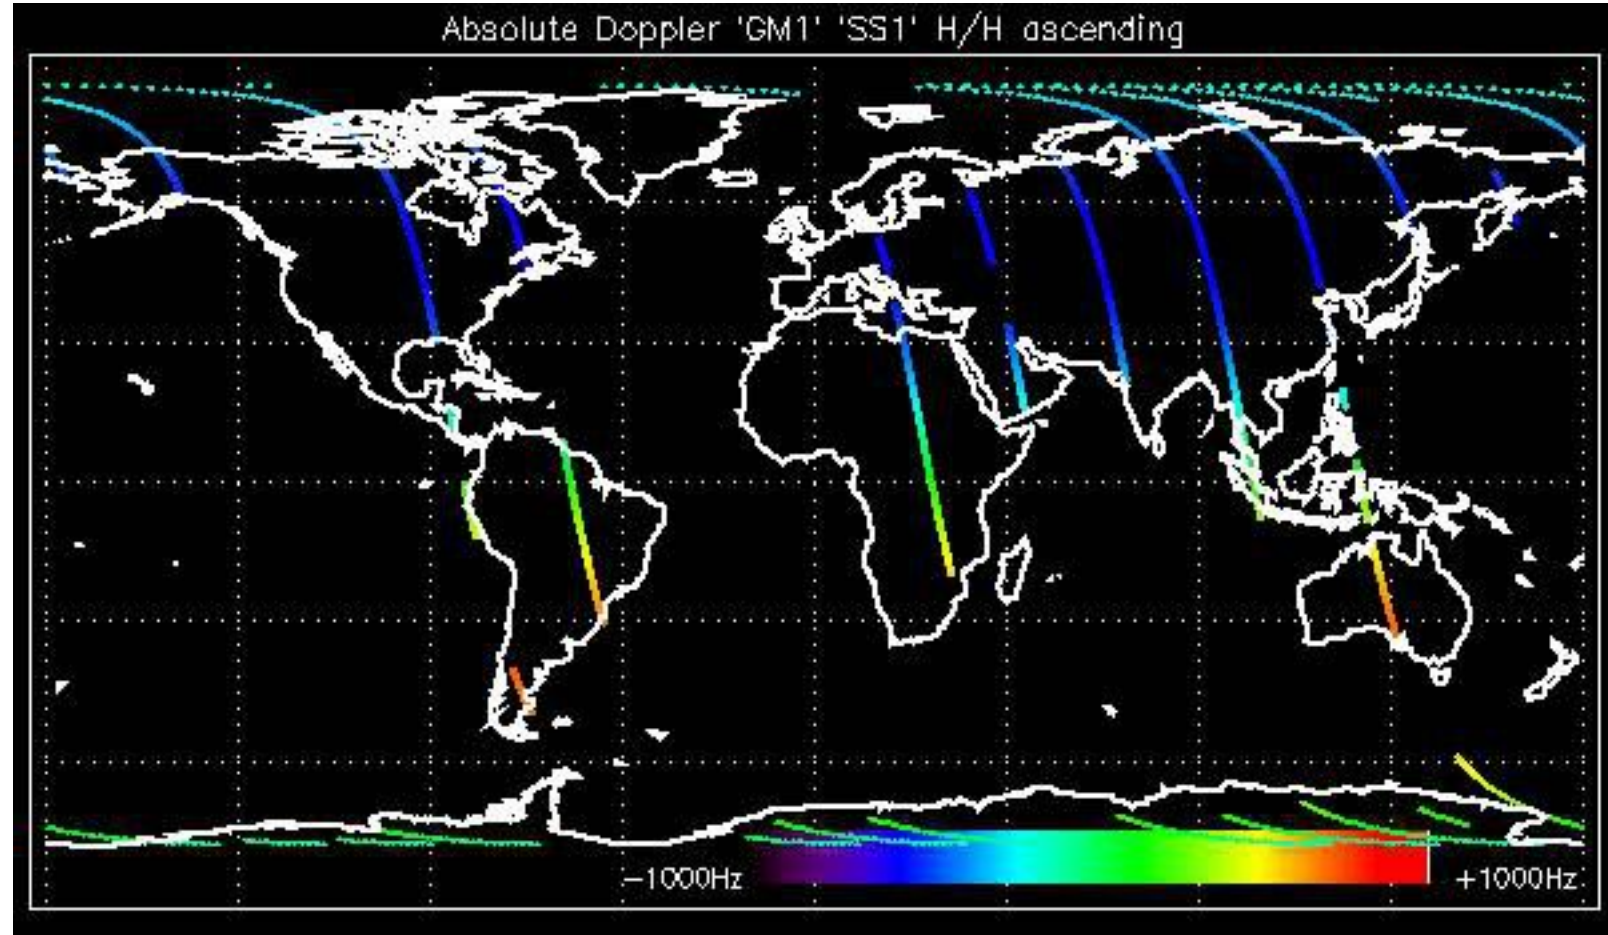 Absolute Doppler 'GM1' 'SS1' H/H ascending
−1000Hz
+1000Hz